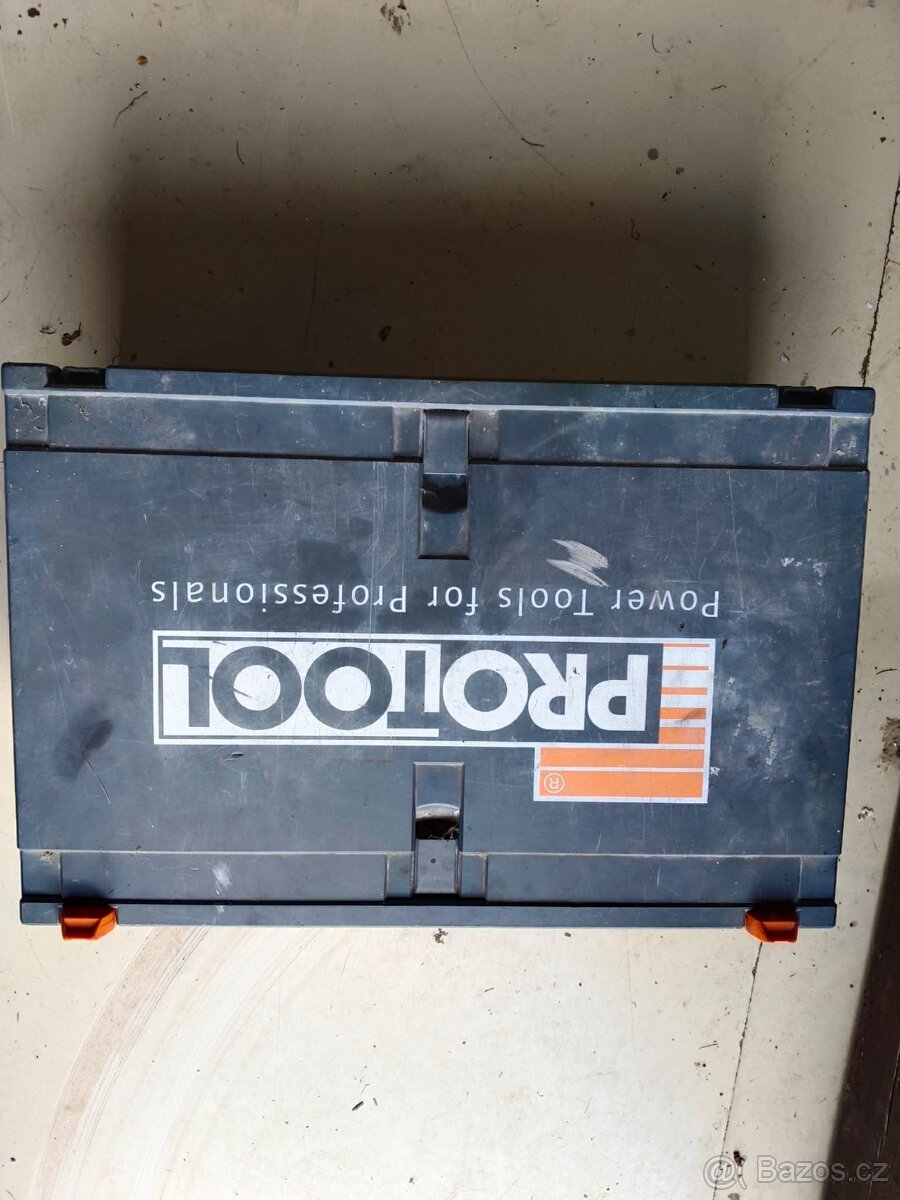 ®
PROTOOL
Power Tools for Professionals
@ Bazos.cz